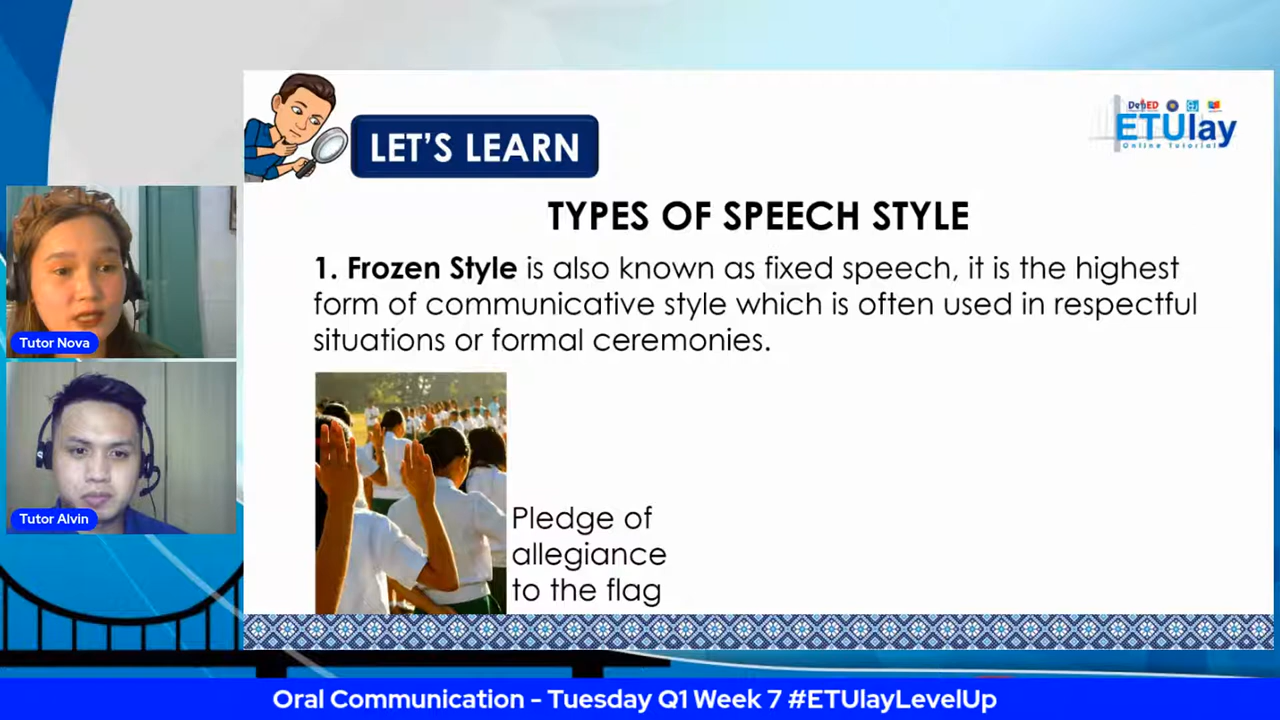 LET'S LEARN
DepED
ETUlay
Online Tutorial
TYPES OF SPEECH STYLE
1. Frozen Style is also known as fixed speech, it is the highest
form of communicative style which is often used in respectful
situations or formal ceremonies.
Tutor Nova
Tutor Alvin
Pledge of
allegiance
to the flag
Oral Communication - Tuesday Q1 Week 7 #ETUlayLevelUp